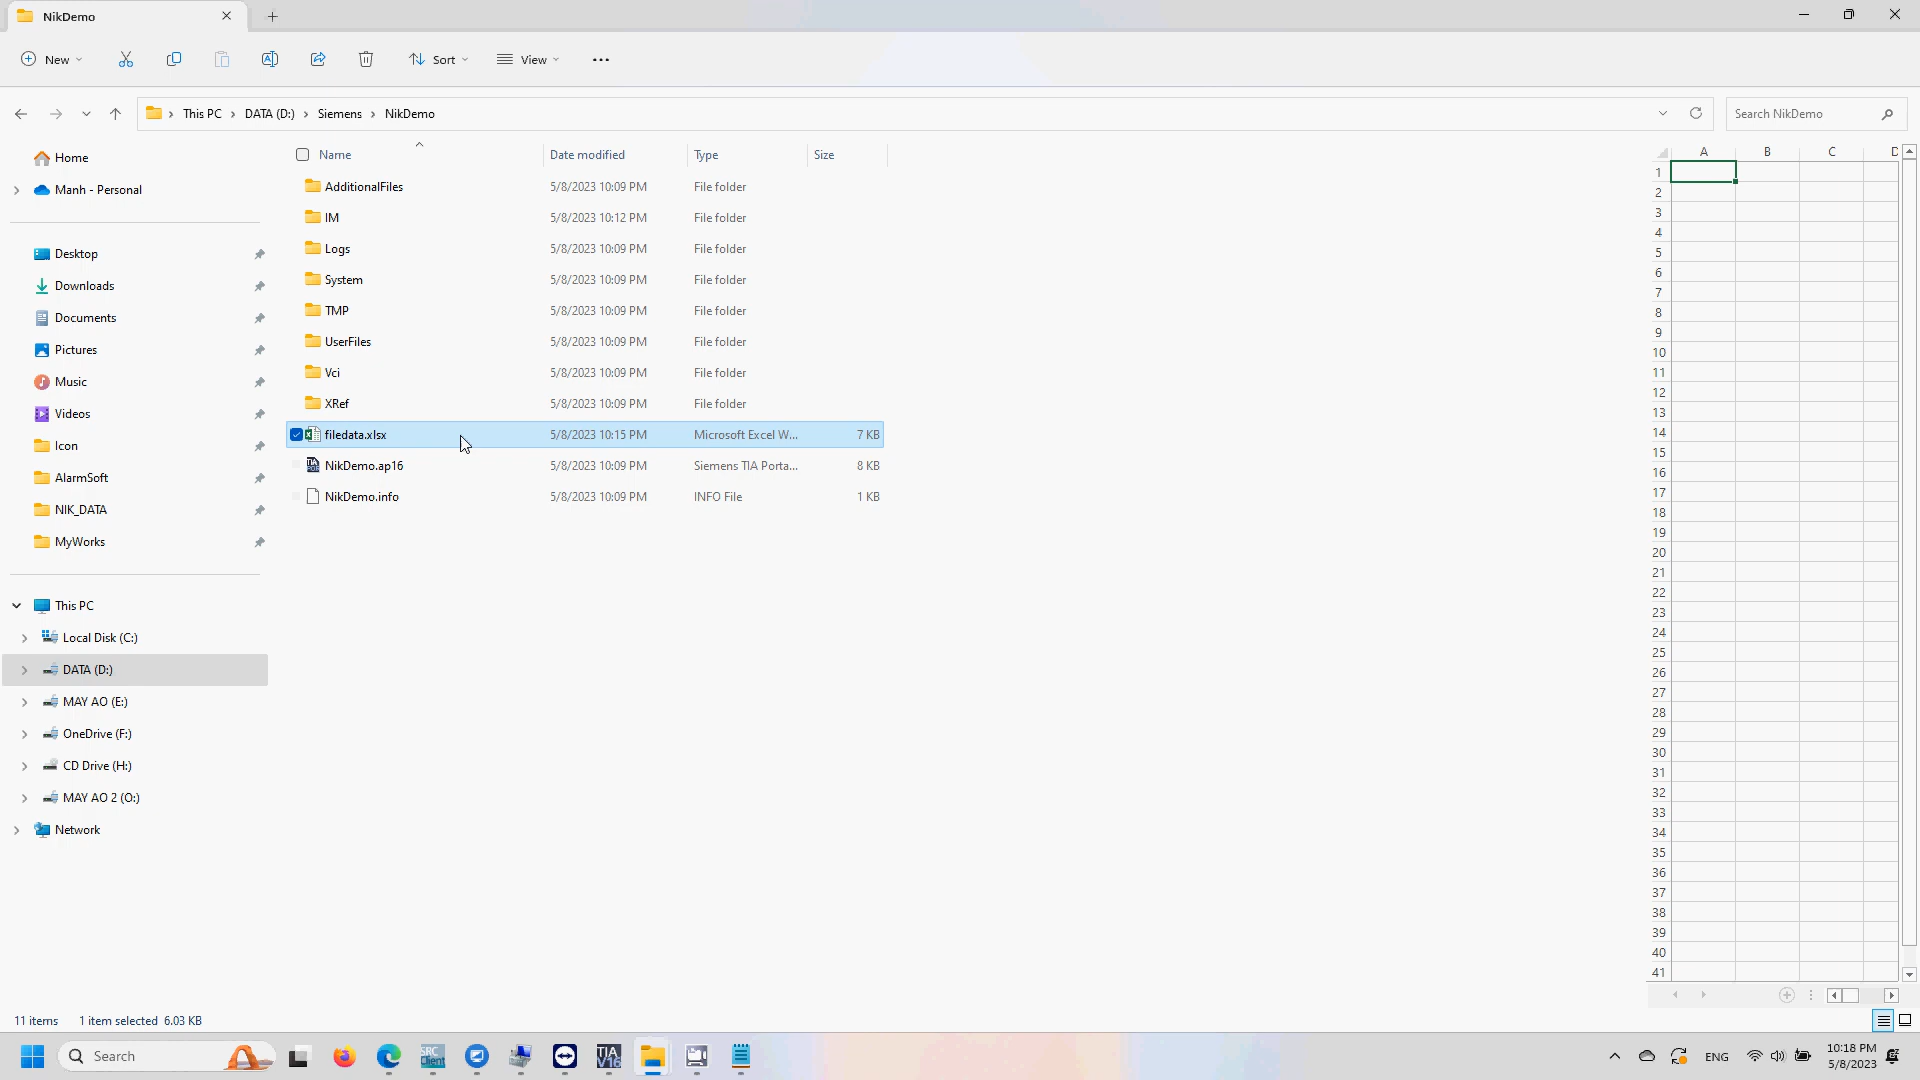 NikDemo
New
Sort
View
This PC
DATA (D:)
Siemens
NikDemo
Search NikDemo
Home
Manh - Personal
Desktop
Downloads
Documents
Pictures
Music
Videos
Icon
AlarmSoft
NIK_DATA
MyWorks
This PC
Local Disk (C:)
DATA (D:)
MAY AO (E:)
OneDrive (F:)
CD Drive (H:)
MAY AO 2 (O:)
Network
Name Date modified Type Size
AdditionalFiles 5/8/2023 10:09 PM File folder
IM 5/8/2023 10:12 PM File folder
Logs 5/8/2023 10:09 PM File folder
System 5/8/2023 10:09 PM File folder
TMP 5/8/2023 10:09 PM File folder
UserFiles 5/8/2023 10:09 PM File folder
Vci 5/8/2023 10:09 PM File folder
XRef 5/8/2023 10:09 PM File folder
filedata.xlsx 5/8/2023 10:15 PM Microsoft Excel W... 7 KB
NikDemo.ap16 5/8/2023 10:09 PM Siemens TIA Porta... 8 KB
NikDemo.info 5/8/2023 10:09 PM INFO File 1 KB
A B C D
1
2
3
4
5
6
7
8
9
10
11
12
13
14
15
16
17
18
19
20
21
22
23
24
25
26
27
28
29
30
31
32
33
34
35
36
37
38
39
40
41
11 items 1 item selected 6.03 KB
Search
SRC
Client
TIA
V16
ENG
10:18 PM
5/8/2023